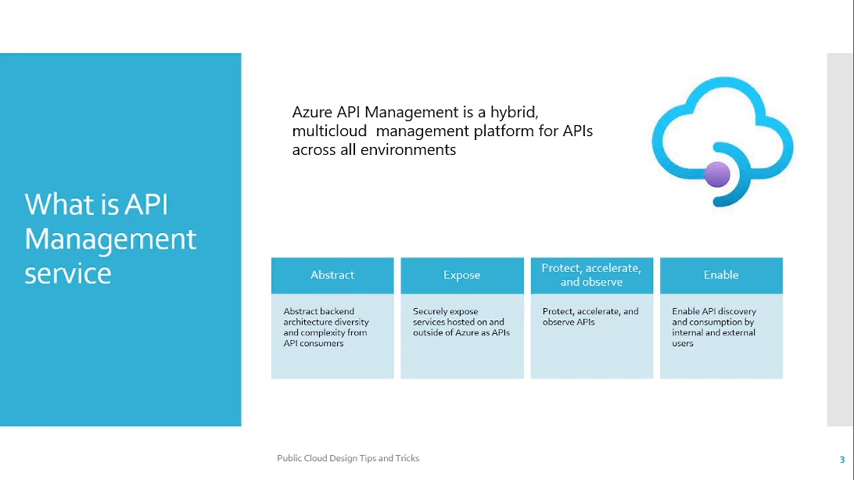 What is API
Management
service
Azure API Management is a hybrid,
multicloud management platform for APIs
across all environments
Abstract
Abstract backend
architecture diversity
and complexity from
API consumers
Expose
Securely expose
services hosted on and
outside of Azure as APIs
Protect, accelerate,
and observe
Protect, accelerate, and
observe APIs
Enable
Enable API discovery
and consumption by
internal and external
users
Public Cloud Design Tips and Tricks
3